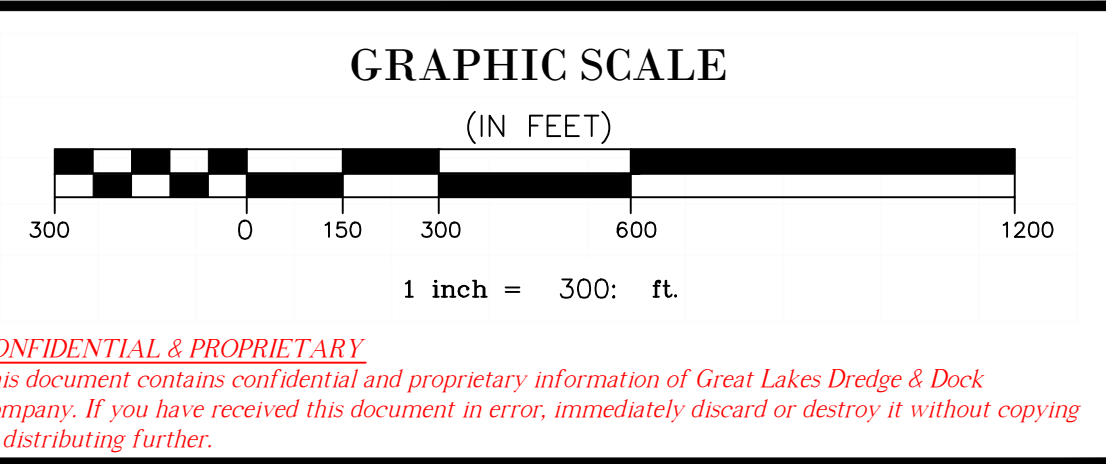 GRAPHIC SCALE
(IN FEET)
300 0 150 300 600 1200
1 inch = 300: ft.
ONFIDENTIAL & PROPRIETARY
is document contains confidential and proprietary information of Great Lakes Dredge & Dock
ompany. If you have received this document in error, immediately discard or destroy it without copying
distributing further.